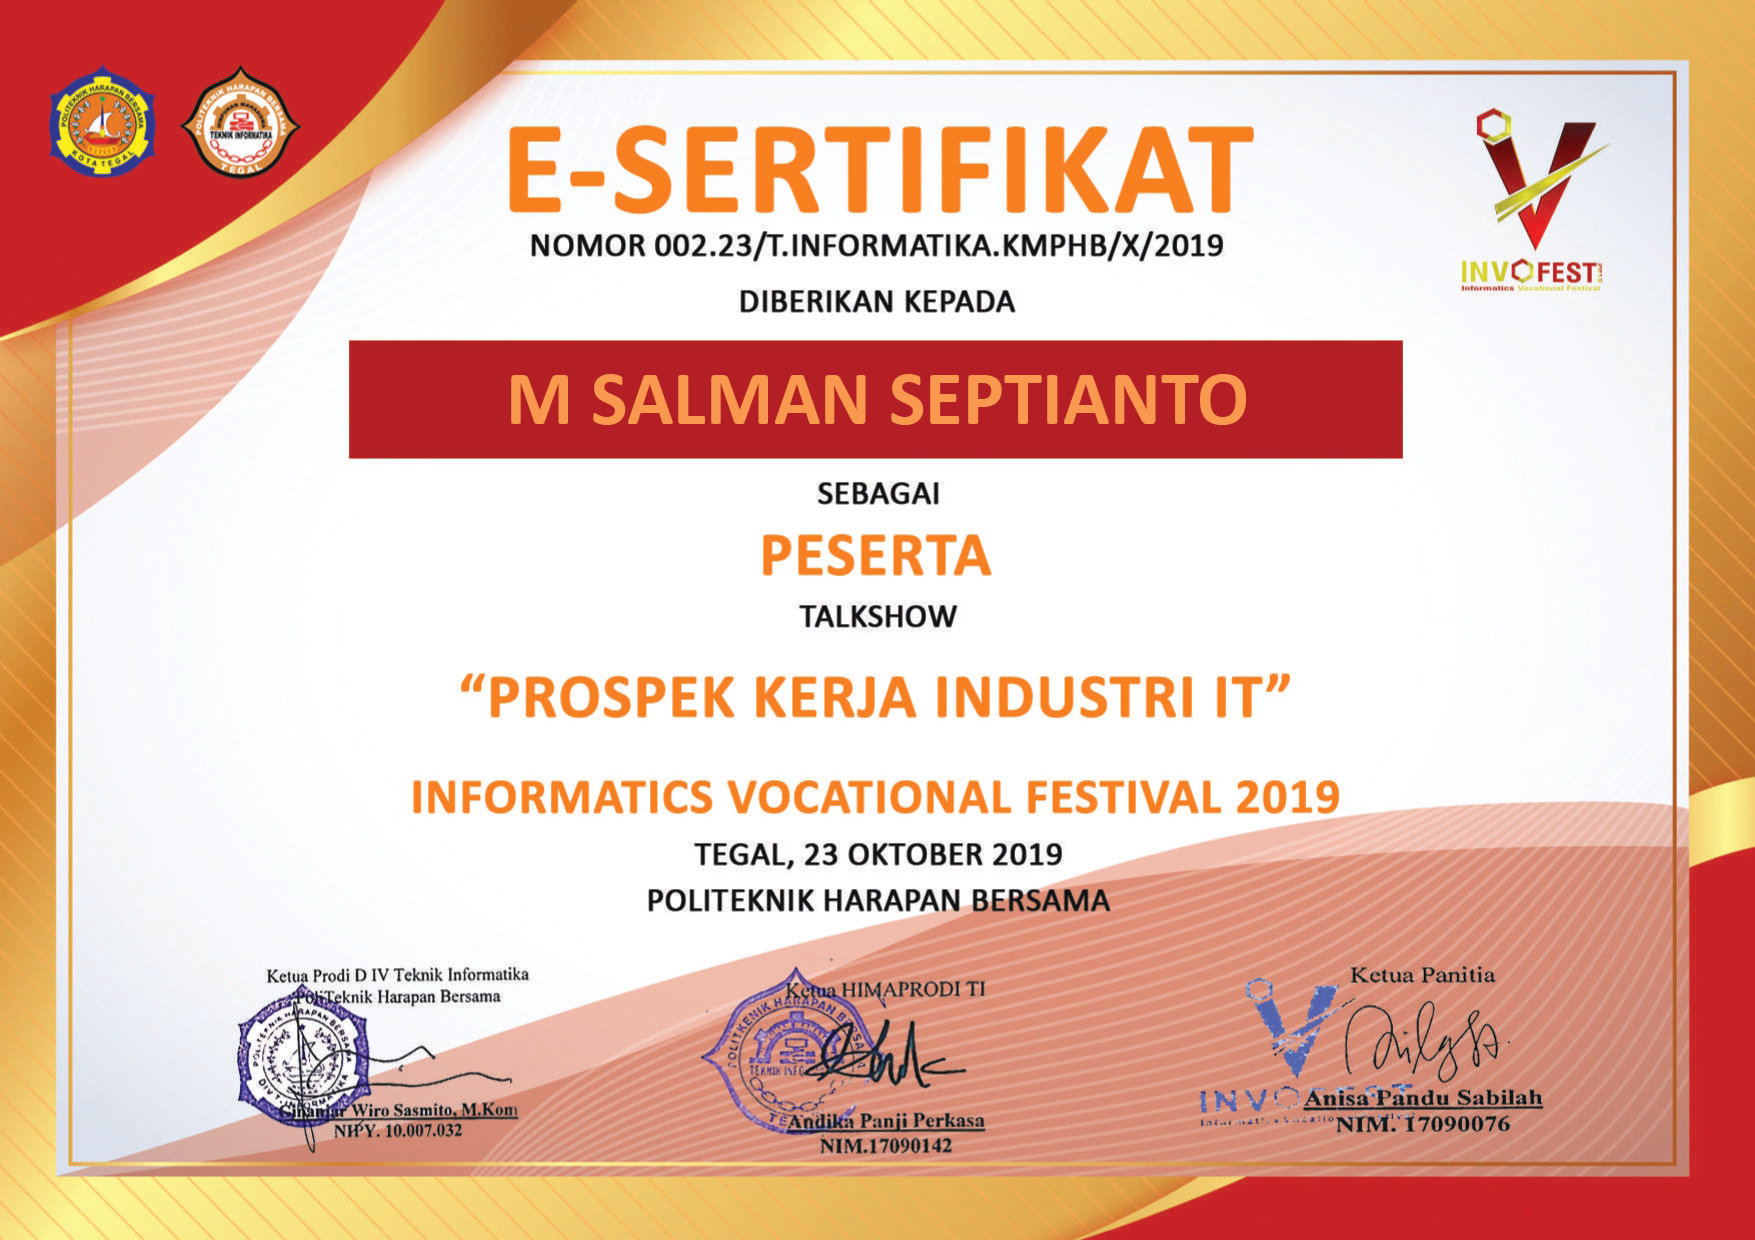 POLITEKNIK HARAPAN BERSAMA
KOTA TEGAL
POLITEKNIK HARAPAN BERSAMA
HIMPUNAN MAHASISWA
TEKNIK INFORMATIKA
TEGAL
E-SERTIFIKAT
NOMOR 002.23/T.INFORMATIKA.KMPHB/X/2019
INVOFEST
Informatics Vocational Festival
DIBERIKAN KEPADA
M SALMAN SEPTIANTO
SEBAGAI
PESERTA
TALKSHOW
“PROSPEK KERJA INDUSTRI IT”
INFORMATICS VOCATIONAL FESTIVAL 2019
TEGAL, 23 OKTOBER 2019
POLITEKNIK HARAPAN BERSAMA
Ketua Prodi D IV Teknik Informatika
PoliTeknik Harapan Bersama
Wiro Sasmito, M.Kom
NIPY. 10.007.032
Ketua HIMAPRODI TI
Andika Panji Perkasa
NIM.17090142
Ketua Panitia
INVOFEST
Anisa Pandu Sabilah
NIM. 17090076